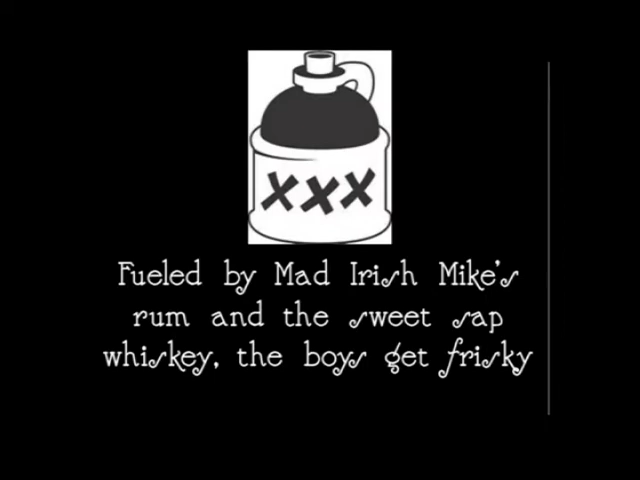 XXX
Fueled by Mad Irish Mike's
rum and the sweet sap
whiskey, the boys get frisky